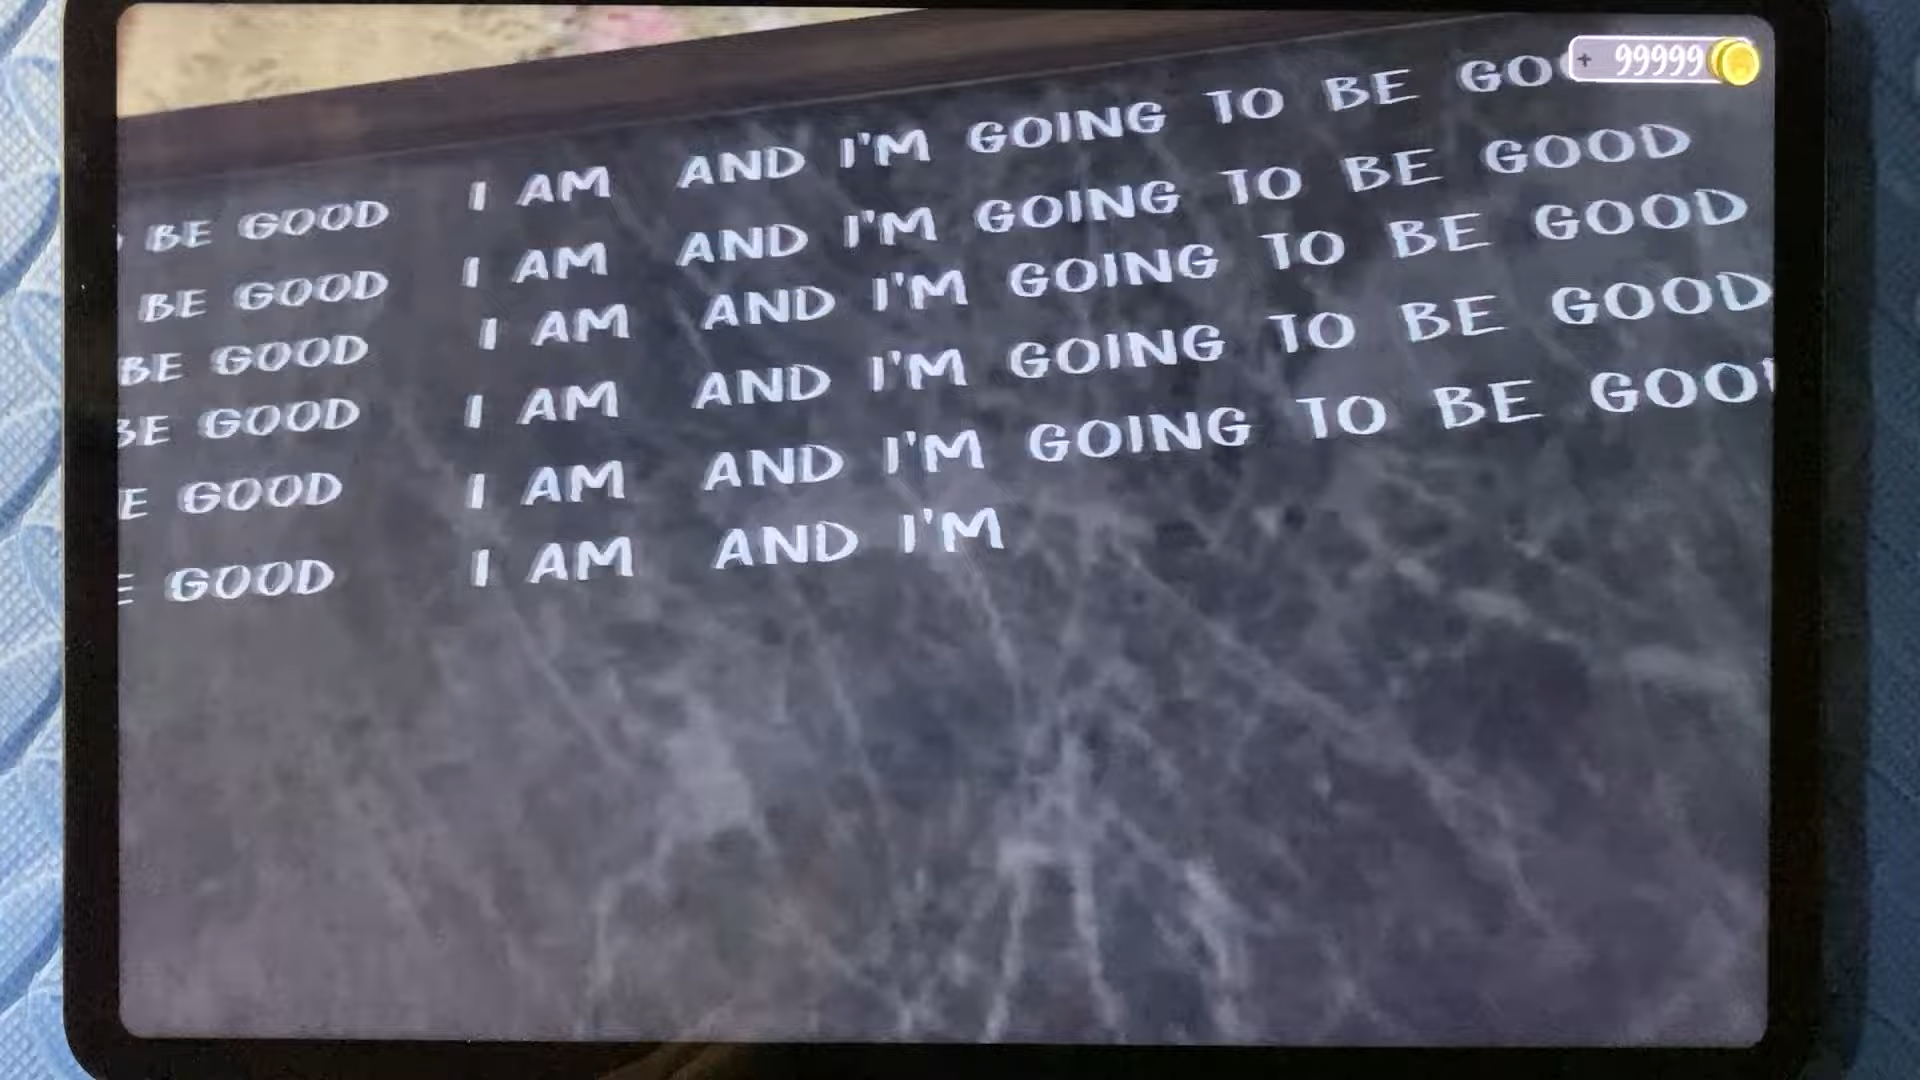 99999
BE GOOD I AM AND I'M GOING TO BE
BE GOOD I AM AND I'M GOING TO BE GOOD
BE GOOD I AM AND I'M GOING TO BE GOOD
BE GOOD I AM AND I'M GOING TO BE GOOD
GOOD I AM AND I'M GOING TO BE GOOD
GOOD I AM AND I'M